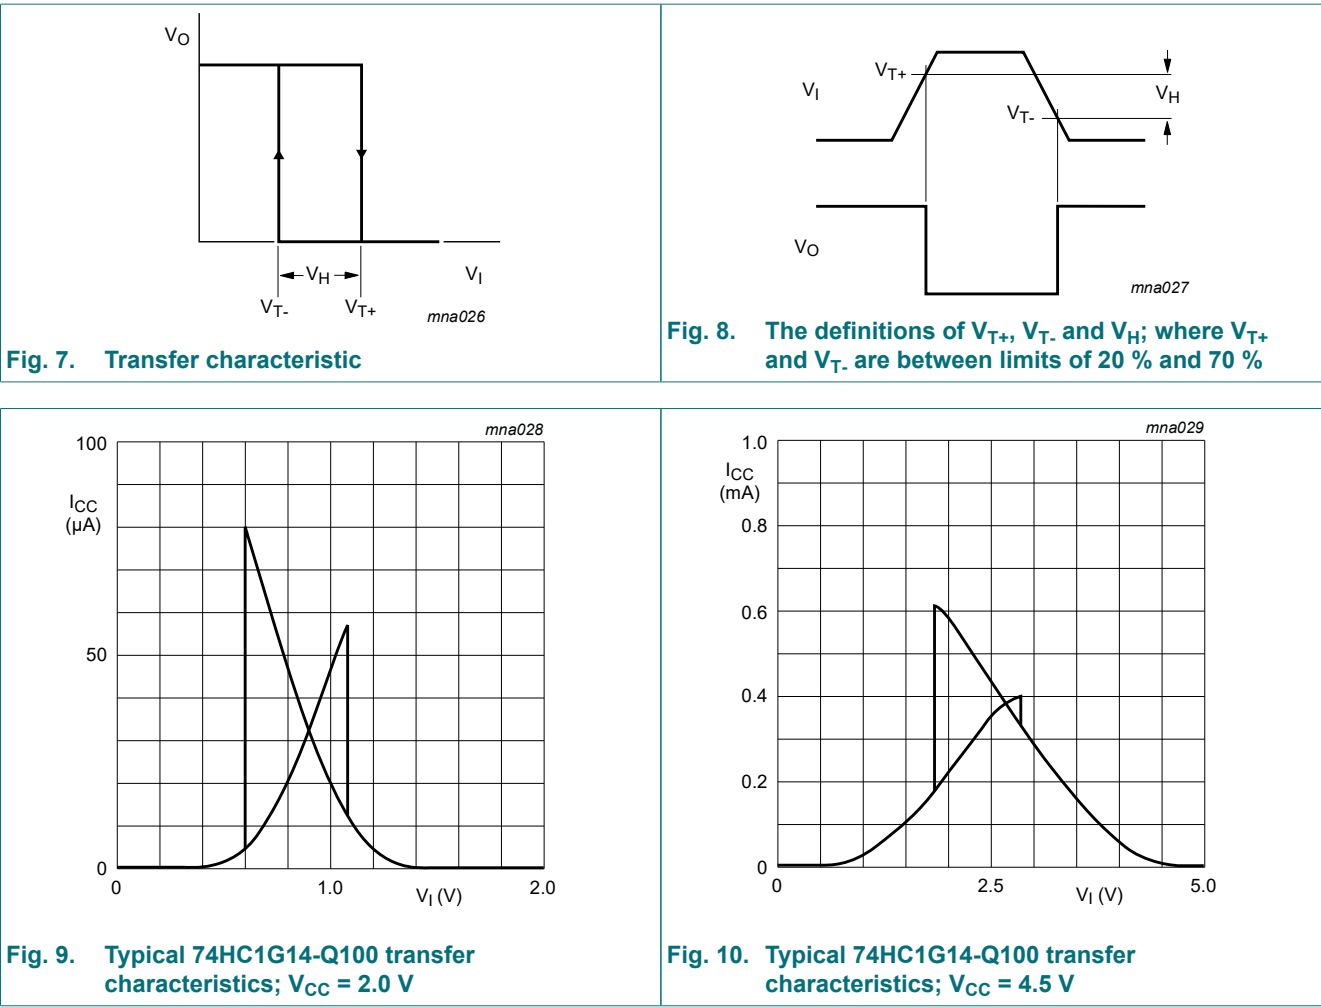 VO
VH
VI
VT-
VT+
mna026
Fig. 7. Transfer characteristic
VT+
VI
VH
VT-
VO
mna027
Fig. 8. The definitions of VT+, VT- and VH; where VT+
and VT- are between limits of 20 % and 70 %
mna028
100
ICC
(µA)
50
0
0
1.0
VI (V)
2.0
Fig. 9. Typical 74HC1G14-Q100 transfer
characteristics; VCC = 2.0 V
mna029
1.0
ICC
(mA)
0.8
0.6
0.4
0.2
0
0
2.5
VI (V)
5.0
Fig. 10. Typical 74HC1G14-Q100 transfer
characteristics; VCC = 4.5 V